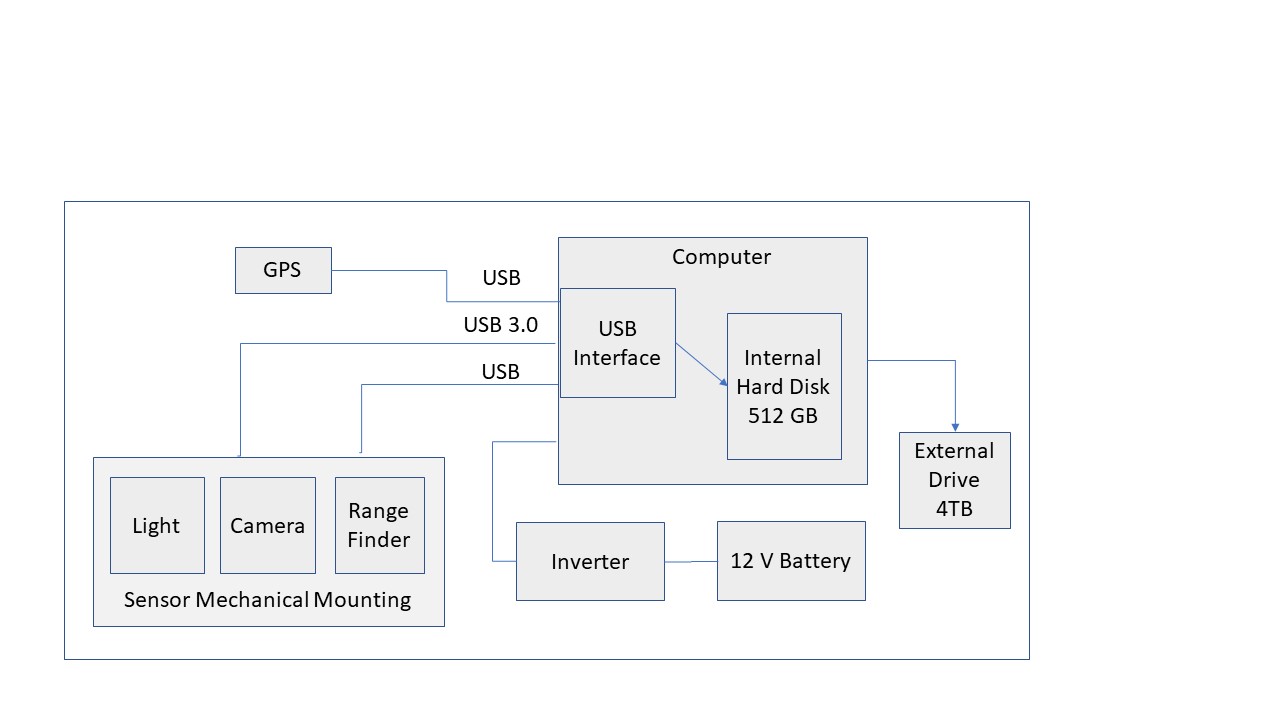 GPS
USB
USB 3.0
USB
Computer
USB
Interface
Internal
Hard Disk
512 GB
External
Drive
4TB
Light
Camera
Range
Finder
Sensor Mechanical Mounting
Inverter
12 V Battery